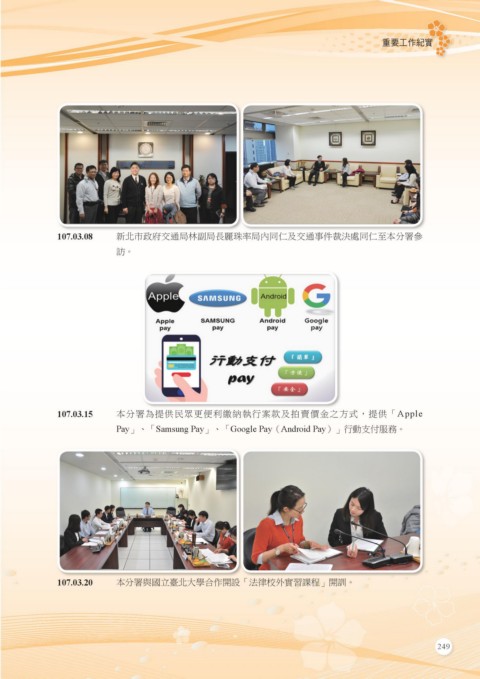 重要工作紀實
107.03.08 新北市政府交通局林副局長麗珠率局內同仁及交通事件裁決處同仁至本分署參
訪。
Apple SAMSUNG Android
Apple pay SAMSUNG pay Android pay Google pay
行動支付
pay
107.03.15 本分署為提供民眾更便利繳納執行案款及拍賣價金之方式，提供「Apple
Pay」、「Samsung Pay」、「Google Pay（Android Pay）」行動支付服務。
107.03.20 本分署與國立臺北大學合作開設「法律校外實習課程」開訓。
249